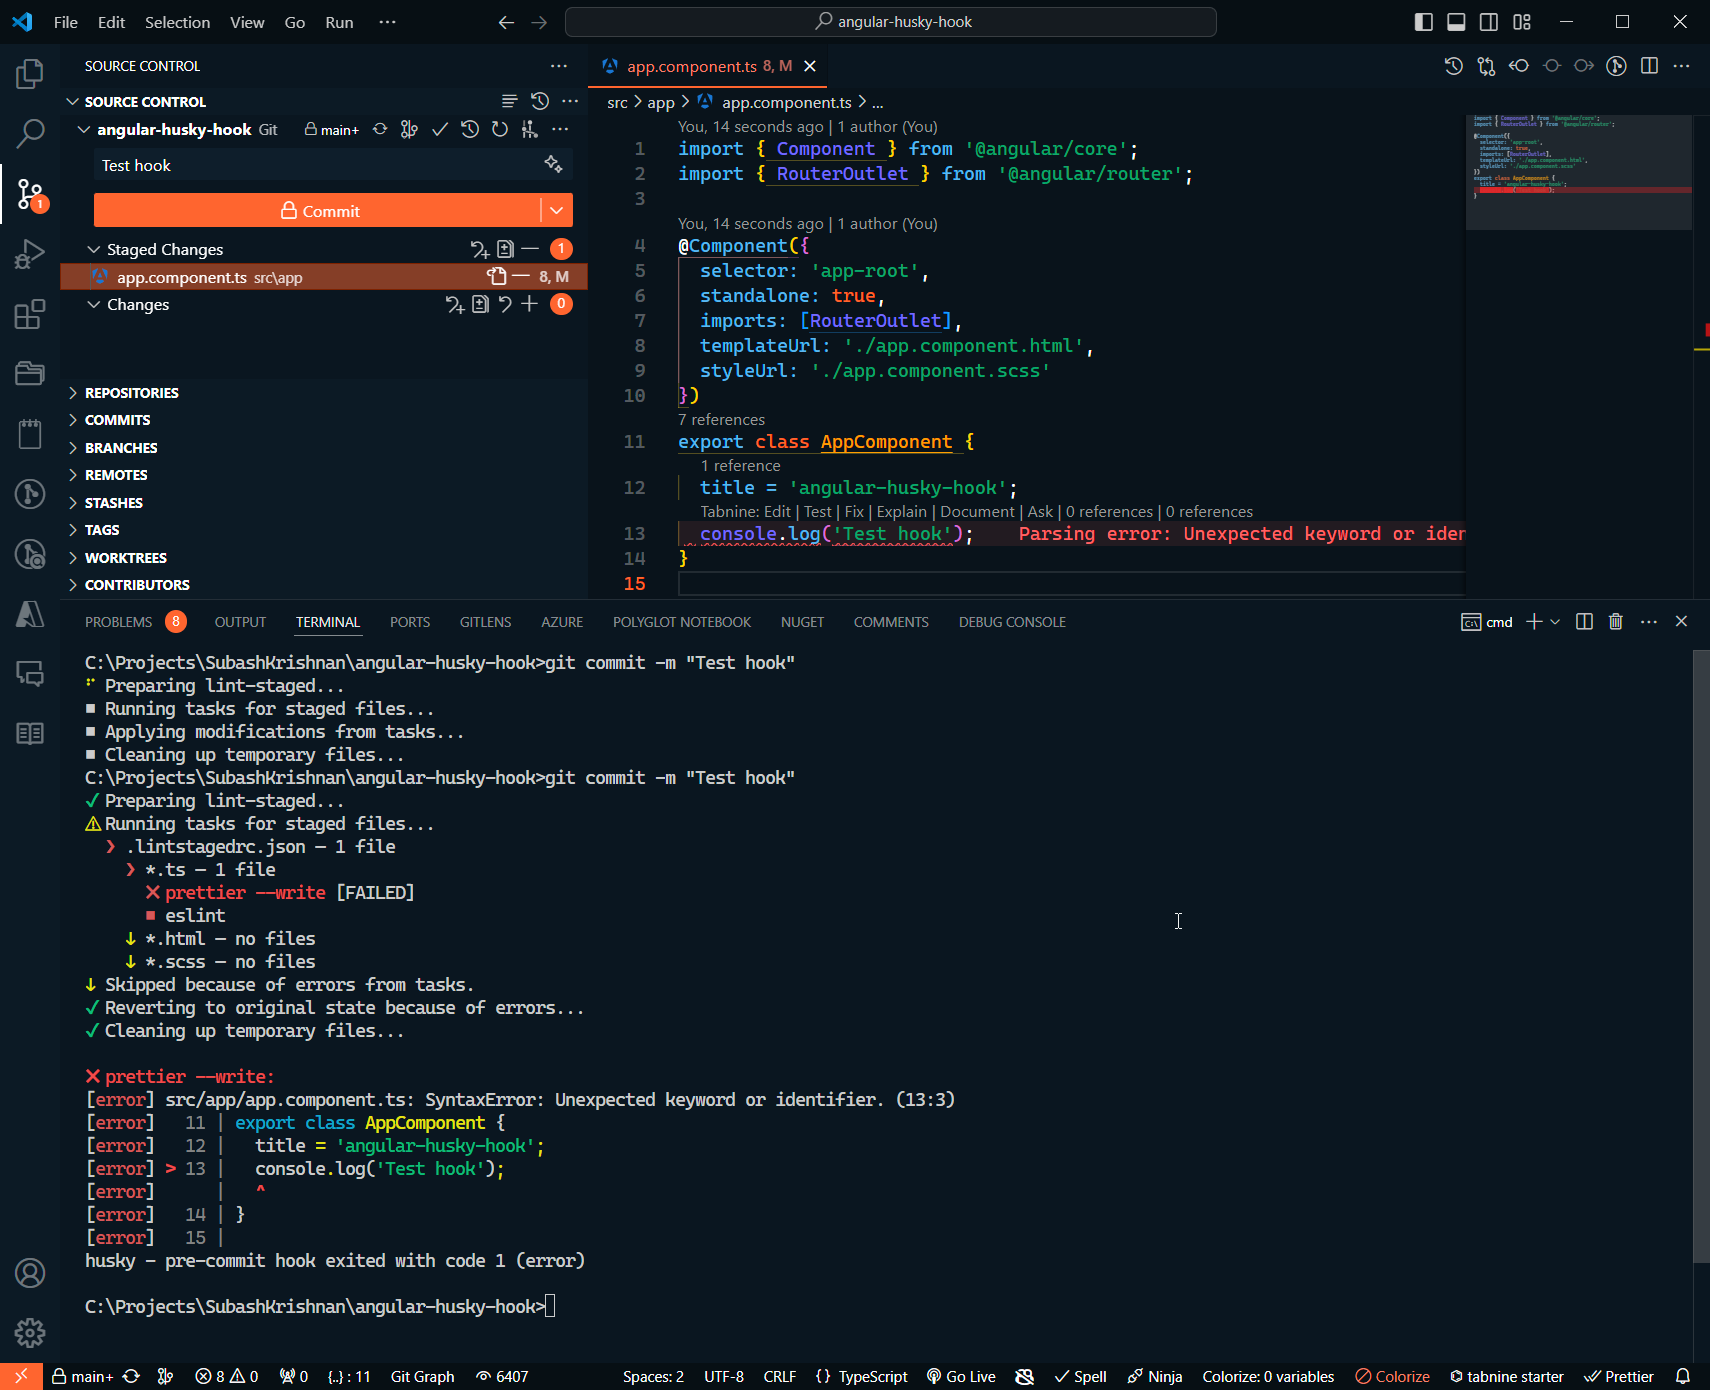 File Edit Selection View Go Run ···
angular-husky-hook
SOURCE CONTROL
SOURCE CONTROL
angular-husky-hook Git main+
Test hook
Commit
Staged Changes 1
app.component.ts src\app 8, M
Changes 0
REPOSITORIES
COMMITS
BRANCHES
REMOTES
STASHES
TAGS
WORKTREES
CONTRIBUTORS
1
app.component.ts 8, M
src > app > app.component.ts > ...
You, 14 seconds ago | 1 author (You)
1 import { Component } from '@angular/core';
2 import { RouterOutlet } from '@angular/router';
3
You, 14 seconds ago | 1 author (You)
4 @Component({
5 selector: 'app-root',
6 standalone: true,
7 imports: [RouterOutlet],
8 templateUrl: './app.component.html',
9 styleUrl: './app.component.scss'
10 })
7 references
11 export class AppComponent {
1 reference
12 title = 'angular-husky-hook';
Tabnine: Edit | Test | Fix | Explain | Document | Ask | 0 references | 0 references
13 console.log('Test hook'); Parsing error: Unexpected keyword or iden
14 }
15
PROBLEMS 8 OUTPUT TERMINAL PORTS GITLENS AZURE POLYGLOT NOTEBOOK NUGET COMMENTS DEBUG CONSOLE cmd
C:\Projects\SubashKrishnan\angular-husky-hook>git commit -m "Test hook"
Preparing lint-staged...
■ Running tasks for staged files...
■ Applying modifications from tasks...
■ Cleaning up temporary files...
C:\Projects\SubashKrishnan\angular-husky-hook>git commit -m "Test hook"
✓ Preparing lint-staged...
⚠ Running tasks for staged files...
❯ .lintstagedrc.json — 1 file
❯ *.ts — 1 file
✕ prettier --write [FAILED]
■ eslint
↓ *.html — no files
↓ *.scss — no files
↓ Skipped because of errors from tasks.
✓ Reverting to original state because of errors...
✓ Cleaning up temporary files...
✕ prettier --write:
[error] src/app/app.component.ts: SyntaxError: Unexpected keyword or identifier. (13:3)
[error] 11 | export class AppComponent {
[error] 12 | title = 'angular-husky-hook';
[error] > 13 | console.log('Test hook');
[error] | ^
[error] 14 | }
[error] 15 |
husky - pre-commit hook exited with code 1 (error)
C:\Projects\SubashKrishnan\angular-husky-hook>
main+ 8 0 0 {..} : 11 Git Graph 6407 Spaces: 2 UTF-8 CRLF {} TypeScript Go Live Spell Ninja Colorize: 0 variables Colorize tabnine starter Prettier